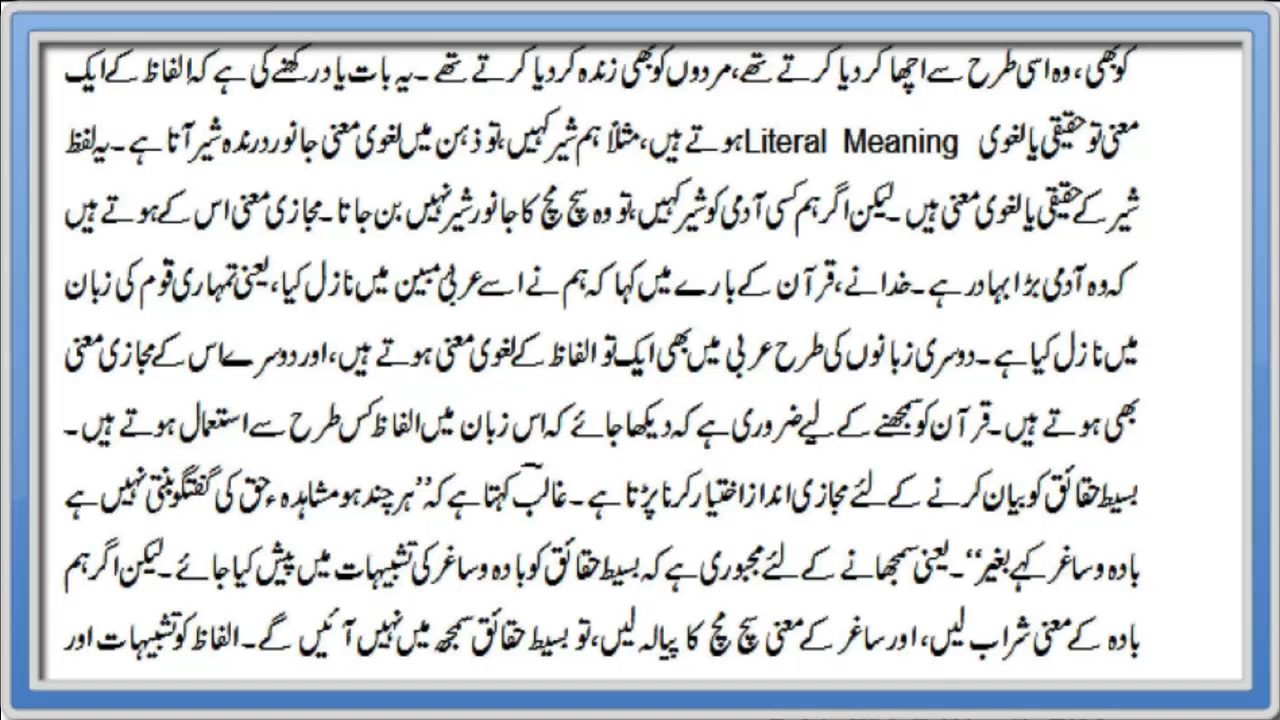 کو بھی، وہ اسی طرح سے اچھا کر دیا کرتے تھے، مردوں کو بھی زندہ کر دیا کرتے تھے ۔ یہ بات یاد رکھنے کی ہے کہ الفاظ کے ایک
معنی تو حقیقی یا لغوی Literal Meaning ہوتے ہیں، مثلاً ہم شیر کہیں، تو ذہن میں لغوی معنی جانور درندہ شیر آتا ہے ۔ یہ لفظ
شیر کے حقیقی یا لغوی معنی ہیں ۔ لیکن اگر ہم کسی آدمی کو شیر کہیں، تو وہ سچ مچ کا جانور شیر نہیں بن جاتا ۔ مجازی معنی اس کے ہوتے ہیں
کہ وہ آدمی بڑا بہادر ہے ۔ خدا نے، قرآن کے بارے میں کہا کہ ہم نے اسے عربیٔ مبین میں نازل کیا، یعنی تمہاری قوم کی زبان
میں نازل کیا ہے ۔ دوسری زبانوں کی طرح عربی میں بھی ایک تو الفاظ کے لغوی معنی ہوتے ہیں، اور دوسرے اس کے مجازی معنی
بھی ہوتے ہیں ۔ قرآن کو سمجھنے کے لیے ضروری ہے کہ دیکھا جائے کہ اس زبان میں الفاظ کس طرح سے استعمال ہوتے ہیں ۔
بسیط حقائق کو بیان کرنے کے لئے مجازی انداز اختیار کرنا پڑتا ہے ۔ غالبؔ کہتا ہے کہ ’’ہر چند ہو مشاہدہ ءِ حق کی گفتگو بنتی نہیں ہے
بادہ و ساغر کہے بغیر‘‘ ۔ یعنی سمجھانے کے لئے مجبوری ہے کہ بسیط حقائق کو بادہ و ساغر کی تشبیہات میں پیش کیا جائے ۔ لیکن اگر ہم
بادہ کے معنی شراب لیں، اور ساغر کے معنی سچ مچ کا پیالہ لیں، تو بسیط حقائق سمجھ میں نہیں آئیں گے ۔ الفاظ کو تشبیہات اور